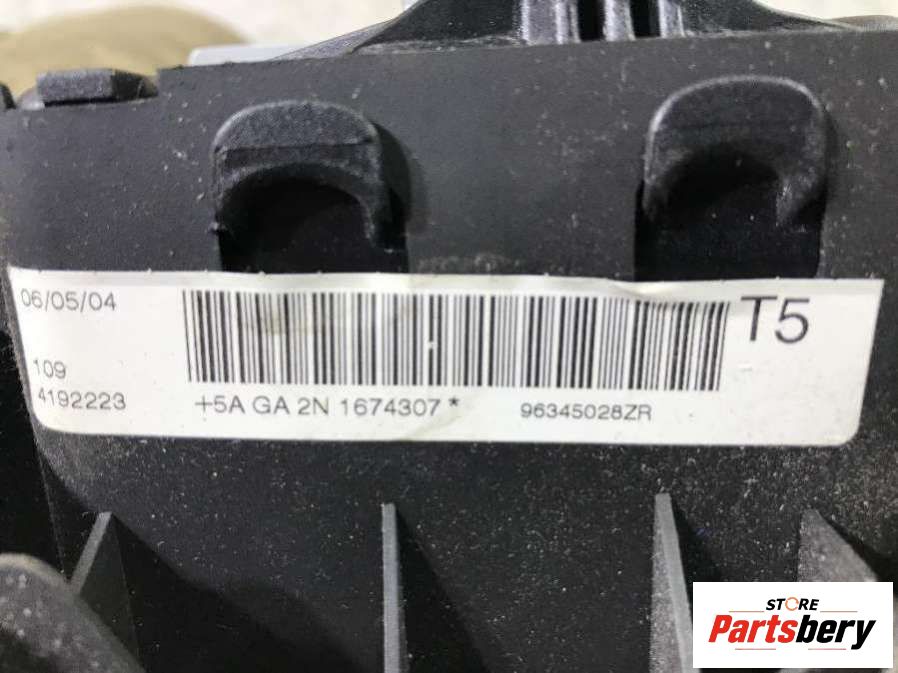 06/05/04
T5
109
4192223
+5A GA 2N 1674307 * 96345028ZR
STORE
Partsbery